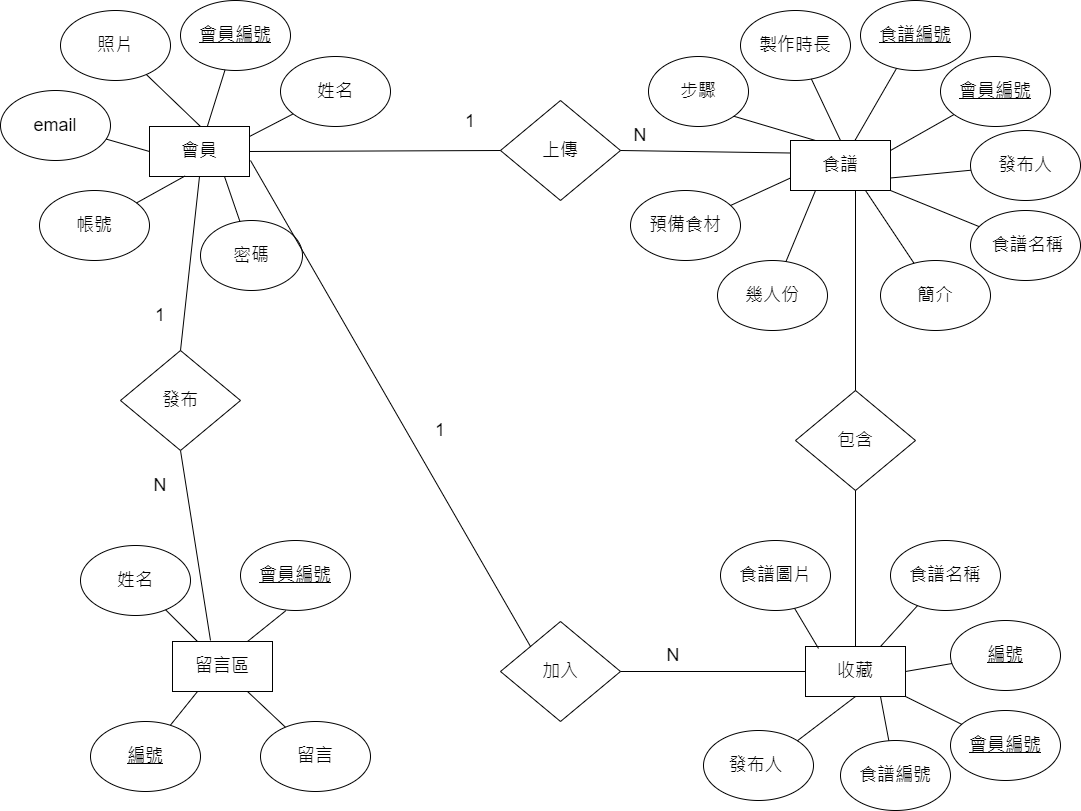 照片
會員編號
姓名
email
會員
帳號
密碼
1
上傳
N
製作時長
食譜編號
步驟
會員編號
食譜
發布人
預備食材
食譜名稱
幾人份
簡介
1
發布
N
1
包含
姓名
會員編號
留言區
編號
留言
加入
N
食譜圖片
食譜名稱
收藏
編號
發布人
食譜編號
會員編號